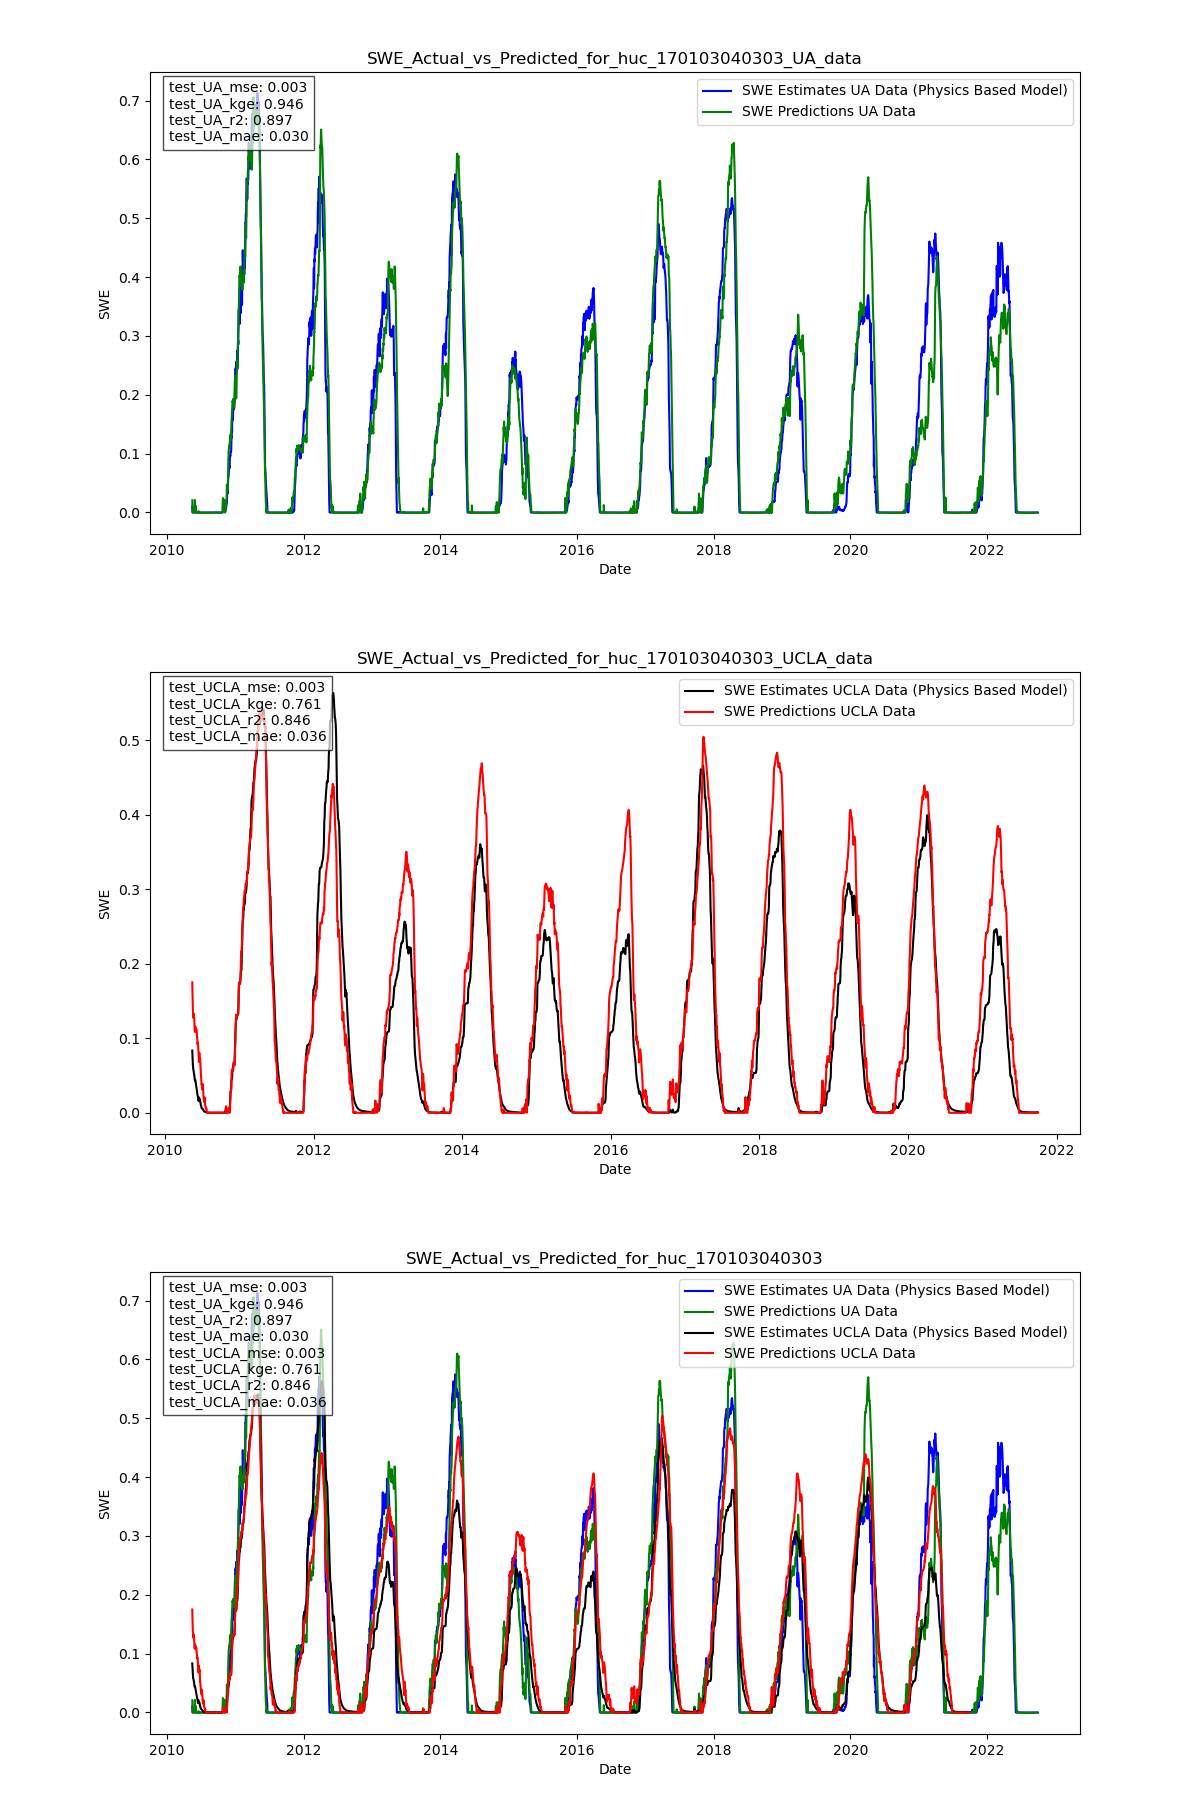 SWE_Actual_vs_Predicted_for_huc_170103040303_UA_data
test_UA_mse: 0.003
test_UA_kge: 0.946
test_UA_r2: 0.897
test_UA_mae: 0.030
SWE Estimates UA Data (Physics Based Model)
SWE Predictions UA Data
0.7
0.6
0.5
0.4
0.3
0.2
0.1
0.0
SWE
2010 2012 2014 2016 2018 2020 2022
Date
SWE_Actual_vs_Predicted_for_huc_170103040303_UCLA_data
test_UCLA_mse: 0.003
test_UCLA_kge: 0.761
test_UCLA_r2: 0.846
test_UCLA_mae: 0.036
SWE Estimates UCLA Data (Physics Based Model)
SWE Predictions UCLA Data
0.5
0.4
0.3
0.2
0.1
0.0
SWE
2010 2012 2014 2016 2018 2020 2022
Date
SWE_Actual_vs_Predicted_for_huc_170103040303
test_UA_mse: 0.003
test_UA_kge: 0.946
test_UA_r2: 0.897
test_UA_mae: 0.030
test_UCLA_mse: 0.003
test_UCLA_kge: 0.761
test_UCLA_r2: 0.846
test_UCLA_mae: 0.036
SWE Estimates UA Data (Physics Based Model)
SWE Predictions UA Data
SWE Estimates UCLA Data (Physics Based Model)
SWE Predictions UCLA Data
0.7
0.6
0.5
0.4
0.3
0.2
0.1
0.0
SWE
2010 2012 2014 2016 2018 2020 2022
Date